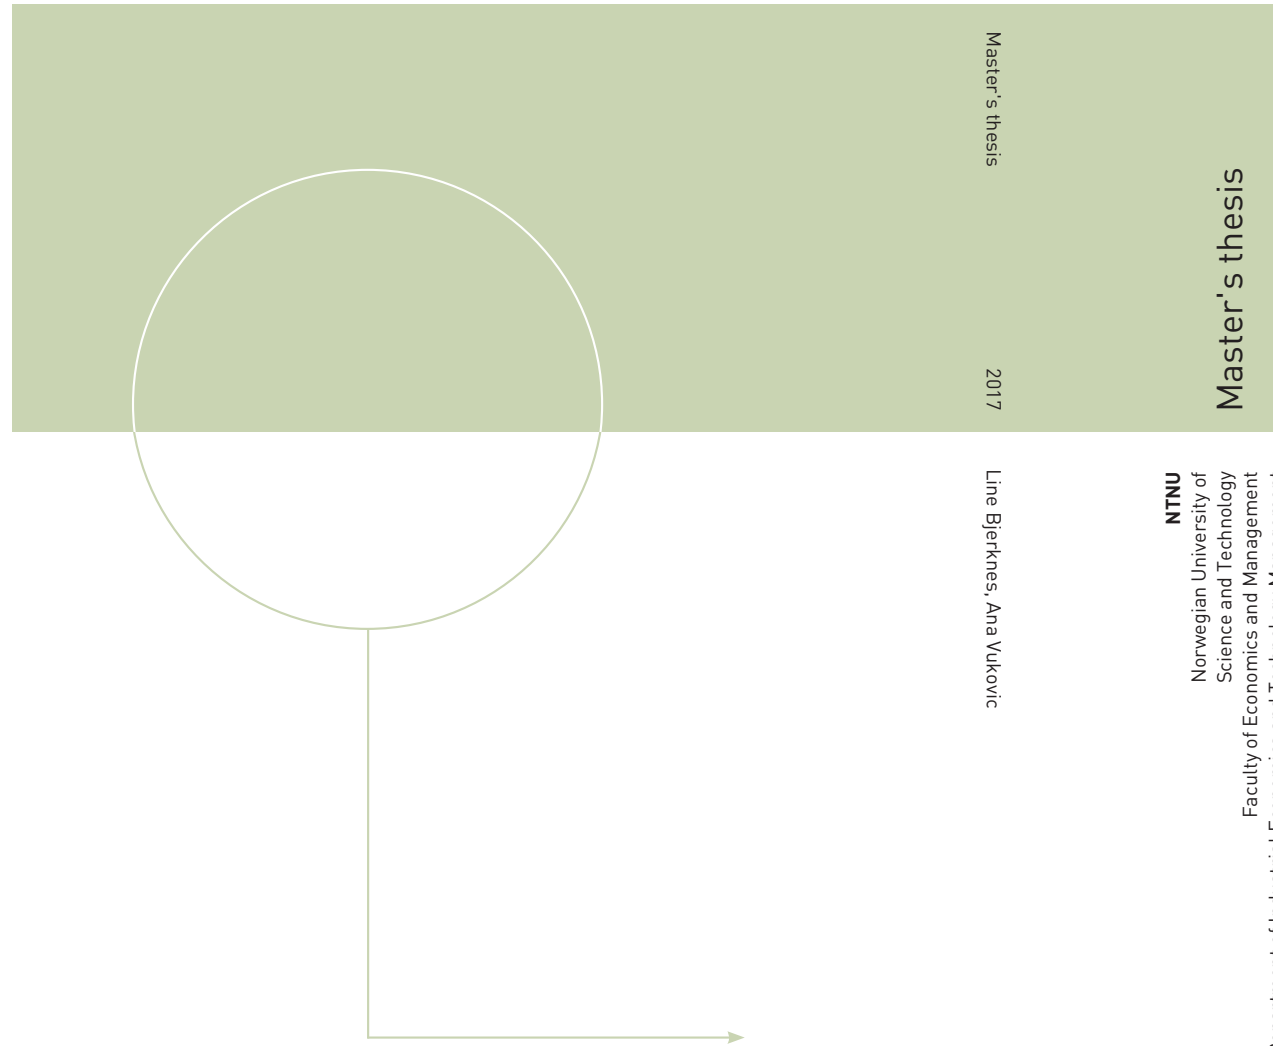 Master's thesis
2017
Line Bjerknes, Ana Vukovic
Master's thesis
NTNU
Norwegian University of
Science and Technology
Faculty of Economics and Management